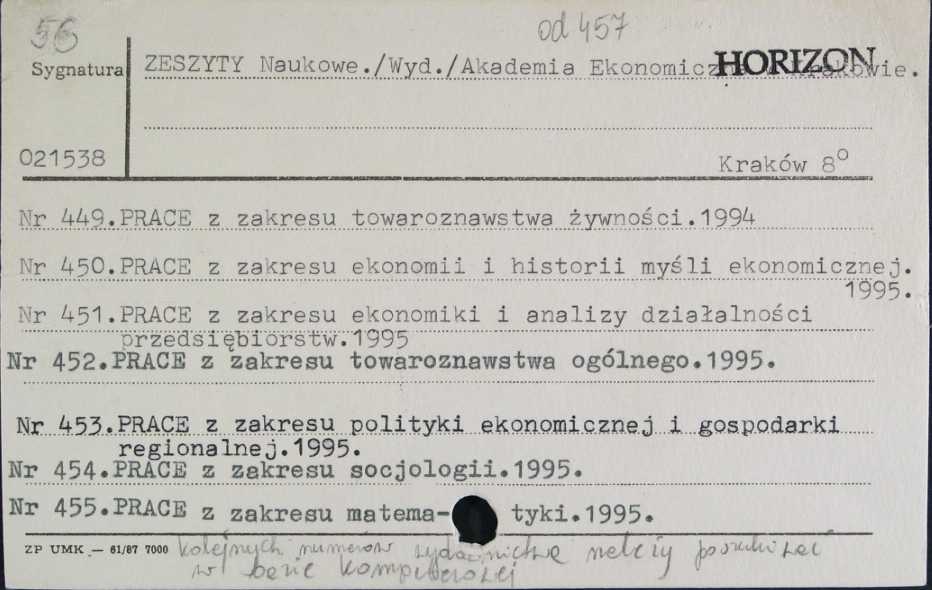 56
od 457
Sygnatura
ZESZYTY Naukowe./Wyd./Akademia Ekonomiczna w Krakowie.
HORIZON
021538
Kraków 8°
Nr 449.PRACE z zakresu towaroznawstwa żywności.1994
Nr 450.PRACE z zakresu ekonomii i historii myśli ekonomicznej.
1995.
Nr 451.PRACE z zakresu ekonomiki i analizy działalności
przedsiębiorstw.1995
Nr 452.PRACE z zakresu towaroznawstwa ogólnego.1995.
Nr 453.PRACE z zakresu polityki ekonomicznej i gospodarki
regionalnej.1995.
Nr 454.PRACE z zakresu socjologii.1995.
Nr 455.PRACE z zakresu matema- tyki.1995.
ZP UMK — 61/87 7000
kolejnych numerów wydawnictwa należy poszukiwać
w bazie komputerowej